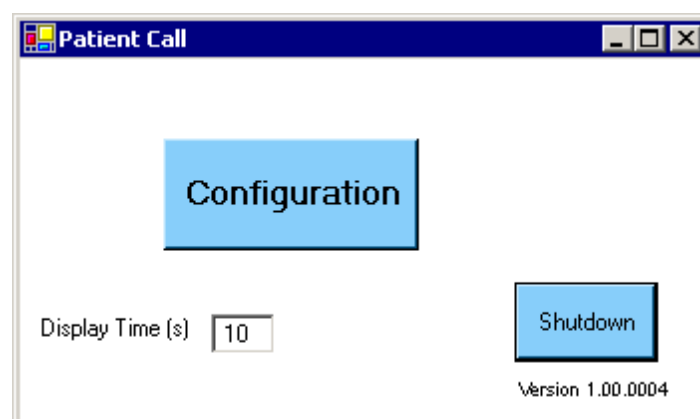 Patient Call
Configuration
Display Time (s) 10
Shutdown
Version 1.00.0004